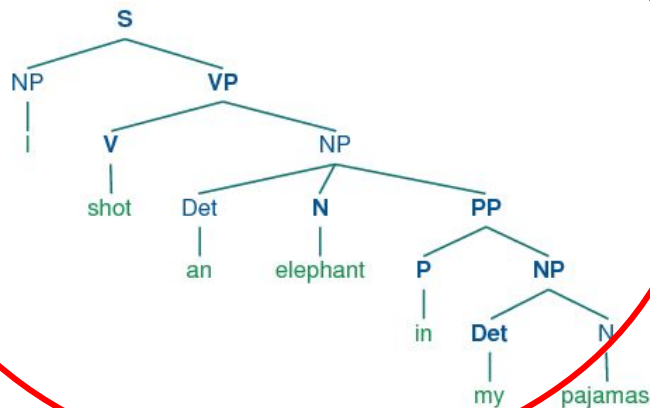 S
NP VP
I V NP
shot Det N PP
an elephant P NP
in Det N
my pajamas